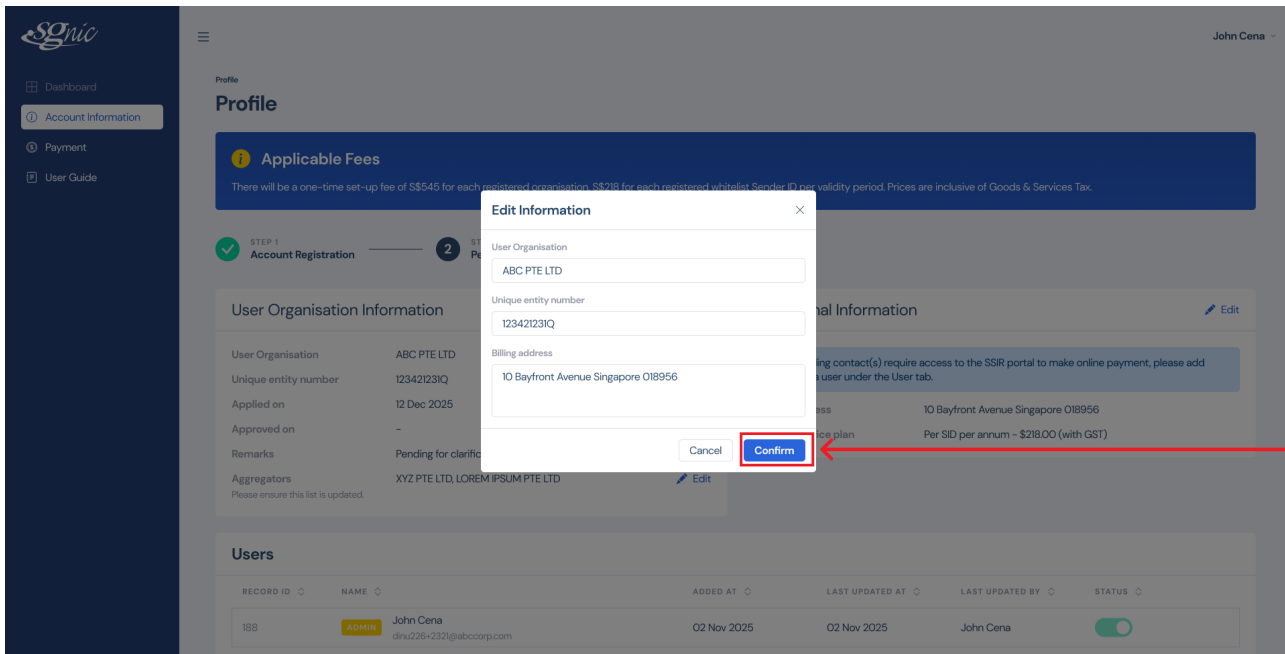 sgnic
John Cena
Dashboard
Account Information
Payment
User Guide
Profile
Profile
Applicable Fees
There will be a one-time set-up fee of S$545 for each registered organisation. S$218 for each registered whitelist Sender ID per validity period. Prices are inclusive of Goods & Services Tax.
STEP 1
Account Registration
2
ST
Pe
Edit Information
User Organisation
ABC PTE LTD
Unique entity number
123421231Q
Billing address
10 Bayfront Avenue Singapore 018956
Cancel
Confirm
User Organisation Information
User Organisation ABC PTE LTD
Unique entity number 123421231Q
Applied on 12 Dec 2025
Approved on -
Remarks Pending for clarific
Aggregators XYZ PTE LTD, LOREM IPSUM PTE LTD Edit
Please ensure this list is updated.
nal Information Edit
ing contact(s) require access to the SSIR portal to make online payment, please add
a user under the User tab.
ess 10 Bayfront Avenue Singapore 018956
ice plan Per SID per annum - $218.00 (with GST)
Users
RECORD ID NAME ADDED AT LAST UPDATED AT LAST UPDATED BY STATUS
188 ADMIN John Cena 02 Nov 2025 02 Nov 2025 John Cena
dinu226+2321@abccorp.com